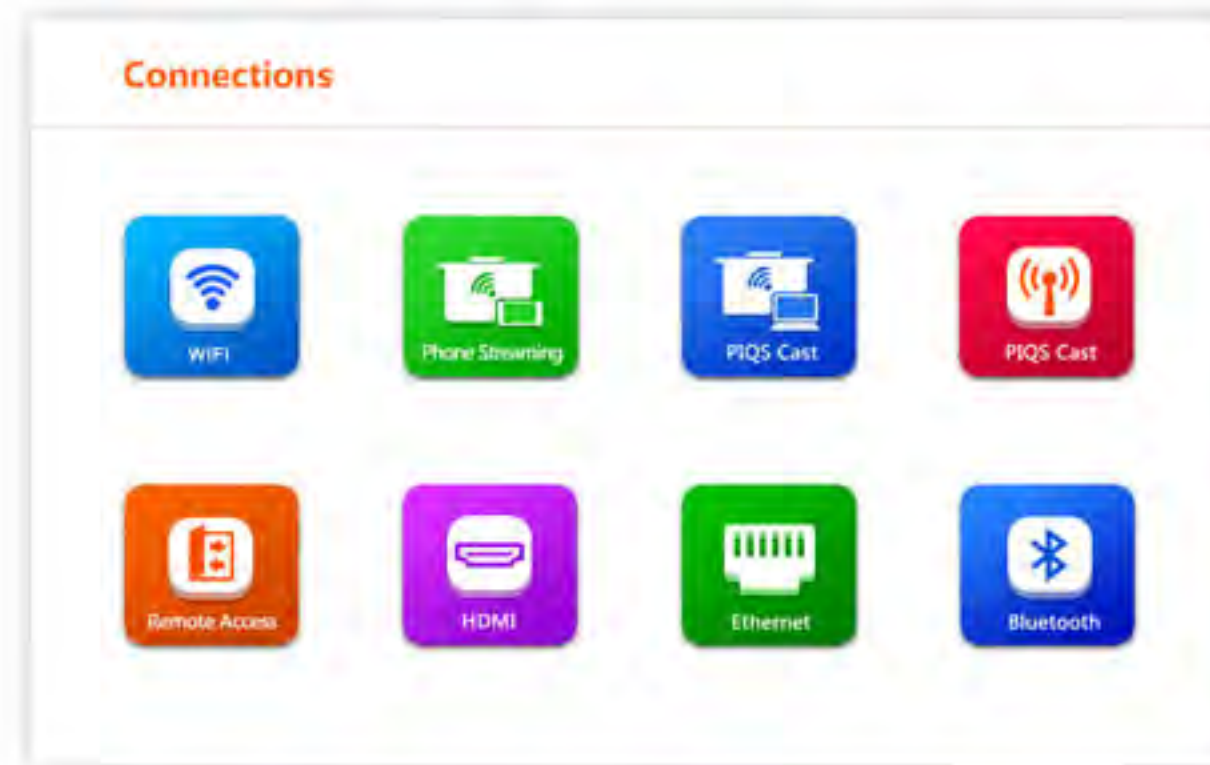 Connections
WIFI
Phone Streaming
PIQS Cast
PIQS Cast
Remote Access
HDMI
Ethernet
Bluetooth